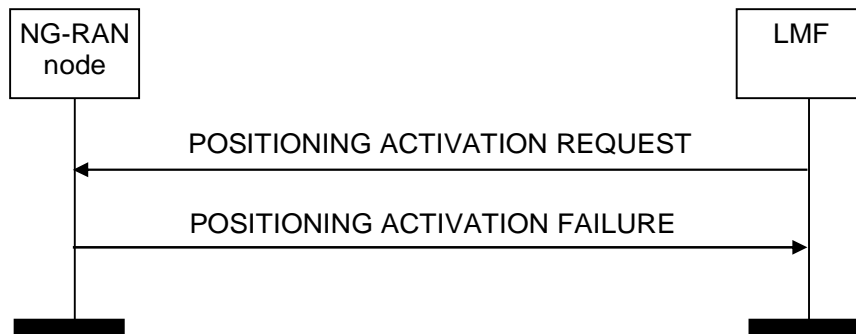 NG-RAN
node
LMF
POSITIONING ACTIVATION REQUEST
POSITIONING ACTIVATION FAILURE